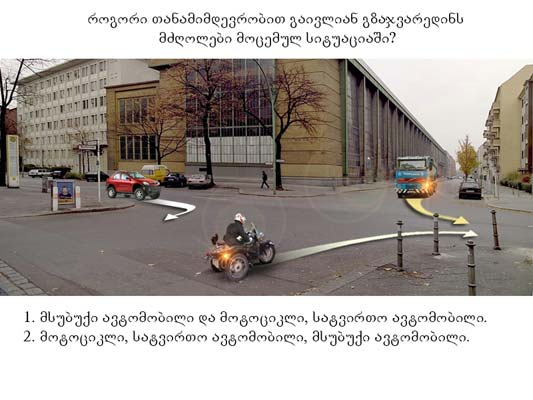 როგორი თანამიმდევრობით გაივლიან გზაჯვარედინს
მძღოლები მოცემულ სიტუაციაში?
1. მსუბუქი ავტომობილი და მოტოციკლი, სატვირთო ავტომობილი.
2. მოტოციკლი, სატვირთო ავტომობილი, მსუბუქი ავტომობილი.